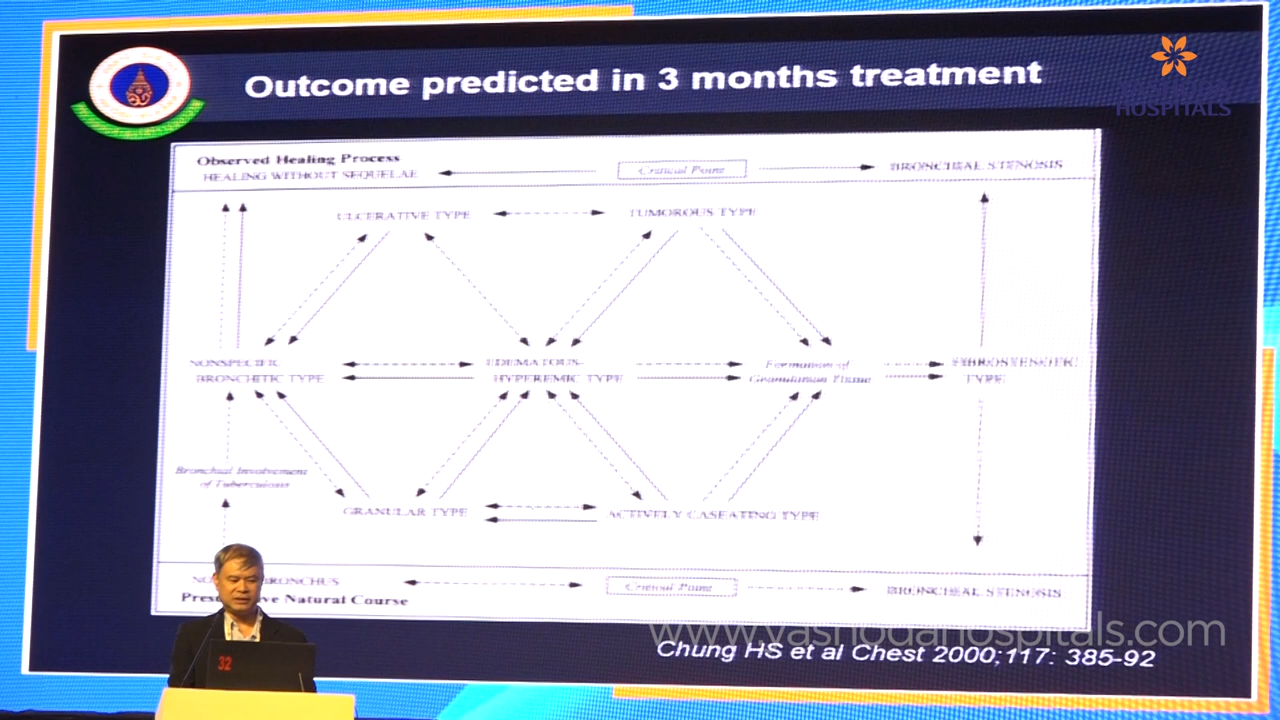 Outcome predicted in 3 months treatment
HOSPITALS
Observed Healing Process
HEALING WITHOUT SEQUELAE
Critical Point
BRONCHIAL STENOSIS
ULCERATIVE TYPE
TUMOROUS TYPE
NONSPECIFIC
BRONCHITIC TYPE
EDEMATOUS-
HYPEREMIC TYPE
Formation of
Granulation Tissue
FIBROSTENOTIC
TYPE
Bronchial Involvement
of Tuberculous
GRANULAR TYPE
ACTIVELY CASEATING TYPE
BRONCHUS
Critical Point
BRONCHIAL STENOSIS
Natural Course
www.yashodahospitals.com
Chung HS et al Chest 2000;117: 385-92
32